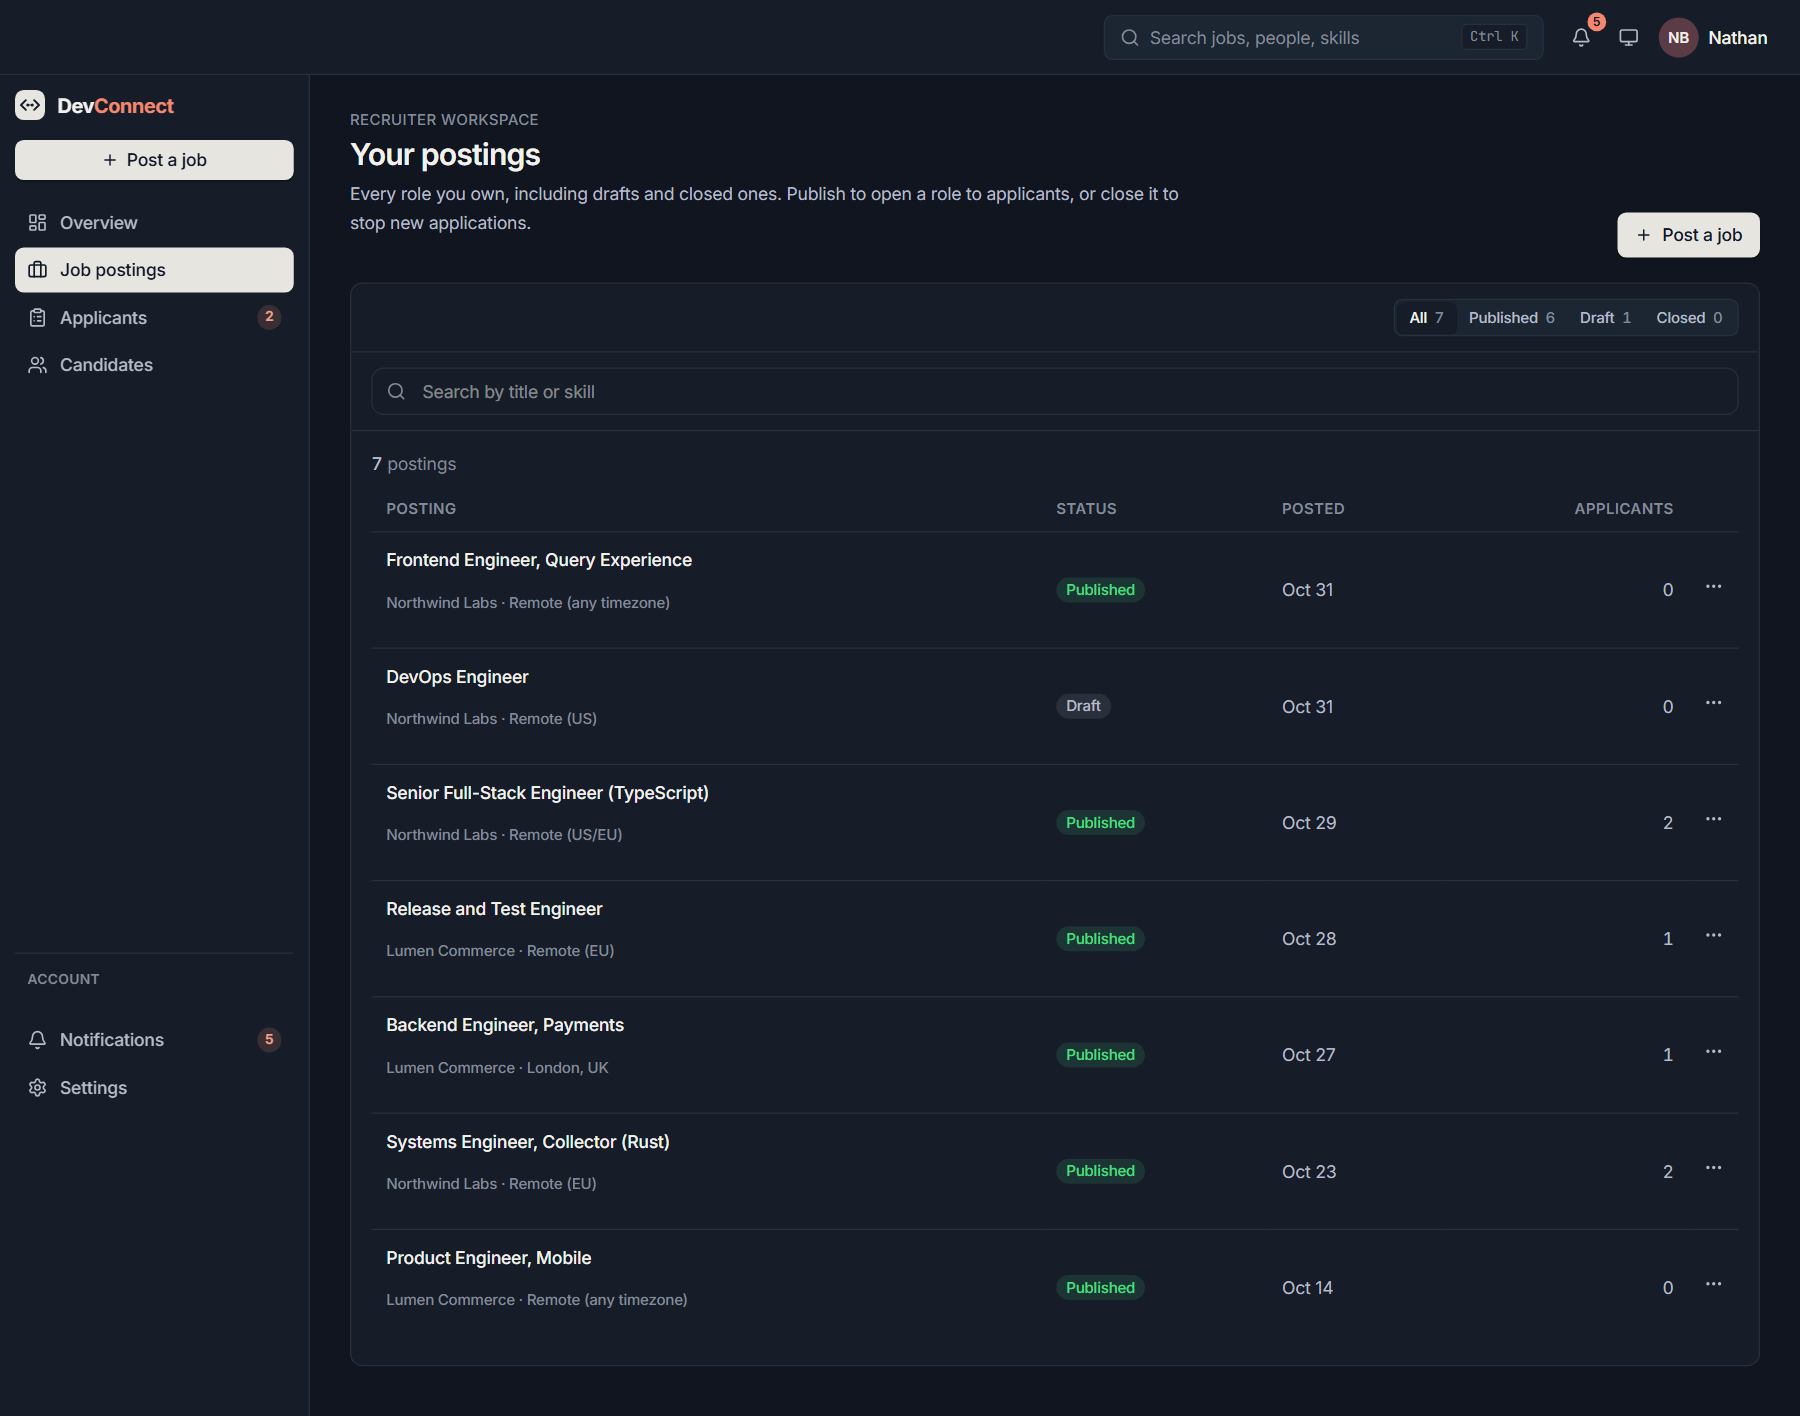 Search jobs, people, skills
Ctrl K
5
NB
Nathan
DevConnect
Post a job
Overview
Job postings
Applicants
2
Candidates
ACCOUNT
Notifications
5
Settings
RECRUITER WORKSPACE
Your postings
Every role you own, including drafts and closed ones. Publish to open a role to applicants, or close it to
stop new applications.
Post a job
All 7
Published 6
Draft 1
Closed 0
Search by title or skill
7 postings
POSTING STATUS POSTED APPLICANTS
Frontend Engineer, Query Experience
Northwind Labs · Remote (any timezone)
Published Oct 31 0
DevOps Engineer
Northwind Labs · Remote (US)
Draft Oct 31 0
Senior Full-Stack Engineer (TypeScript)
Northwind Labs · Remote (US/EU)
Published Oct 29 2
Release and Test Engineer
Lumen Commerce · Remote (EU)
Published Oct 28 1
Backend Engineer, Payments
Lumen Commerce · London, UK
Published Oct 27 1
Systems Engineer, Collector (Rust)
Northwind Labs · Remote (EU)
Published Oct 23 2
Product Engineer, Mobile
Lumen Commerce · Remote (any timezone)
Published Oct 14 0